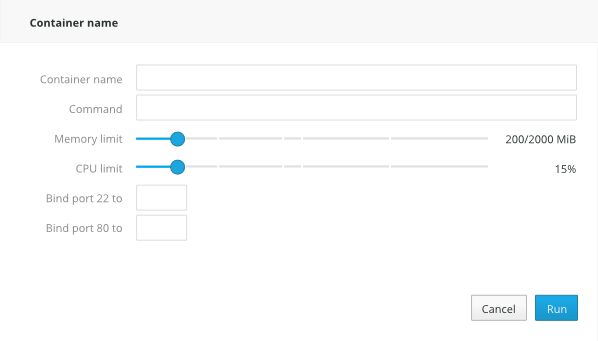 Container name
Container name
Command
Memory limit 200/2000 MiB
CPU limit 15%
Bind port 22 to
Bind port 80 to
Cancel Run